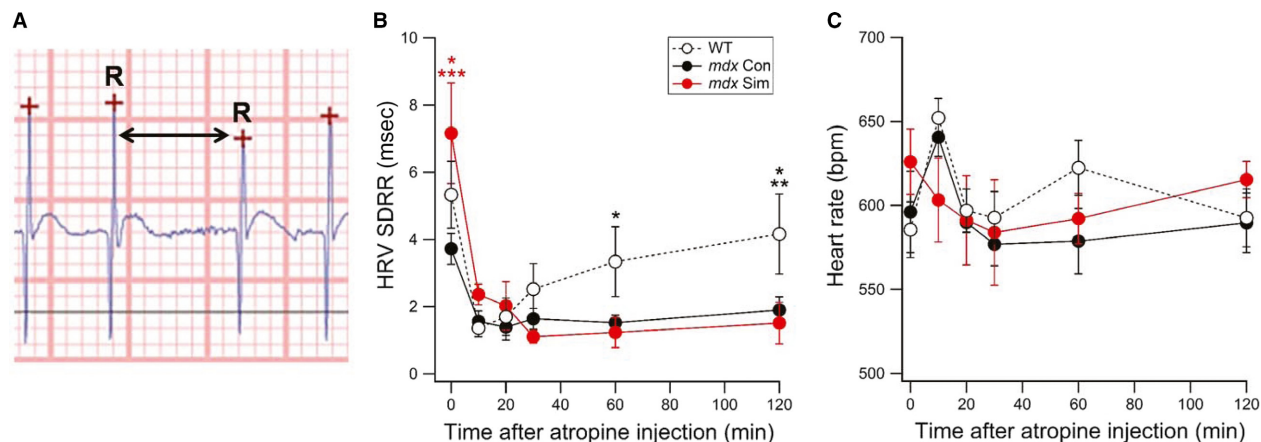 A
R
R
B
HRV SDRR (msec)
10
8
6
4
2
0
*
***
*
*
**
WT
mdx Con
mdx Sim
0
20
40
60
80
100
120
Time after atropine injection (min)
C
Heart rate (bpm)
700
650
600
550
500
0
20
40
60
80
100
120
Time after atropine injection (min)